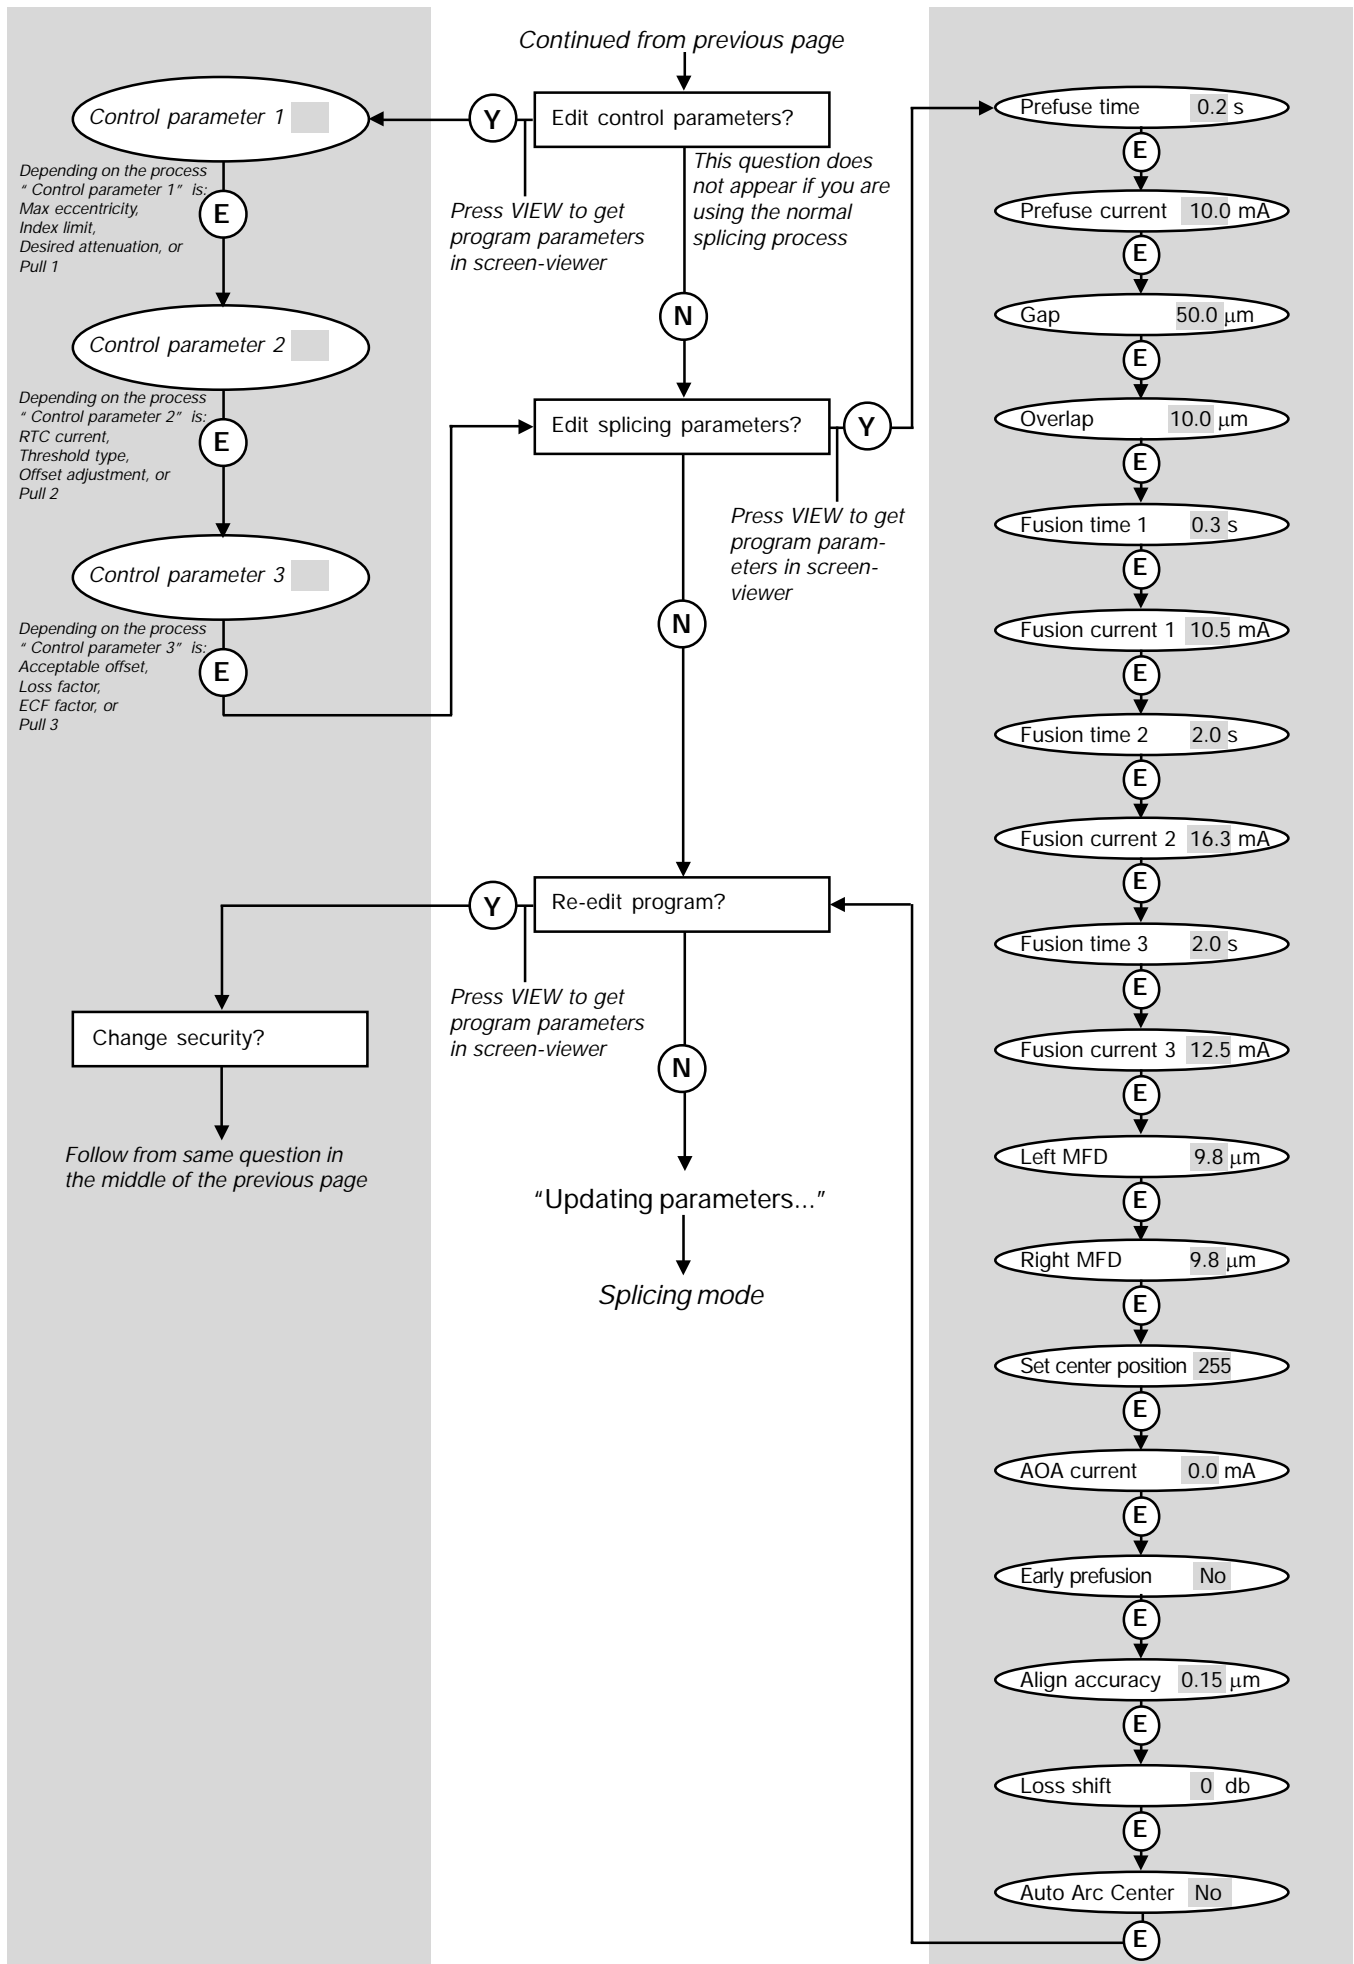 Continued from previous page
Edit control parameters?
Y
This question does
not appear if you are
using the normal
splicing process
Press VIEW to get
program parameters
in screen-viewer
N
Control parameter 1
Depending on the process
“ Control parameter 1” is:
Max eccentricity,
Index limit,
Desired attenuation, or
Pull 1
E
Control parameter 2
Depending on the process
“ Control parameter 2” is:
RTC current,
Threshold type,
Offset adjustment, or
Pull 2
E
Control parameter 3
Depending on the process
“ Control parameter 3” is:
Acceptable offset,
Loss factor,
ECF factor, or
Pull 3
E
Edit splicing parameters?
Y
Press VIEW to get
program param-
eters in screen-
viewer
N
Prefuse time 0.2 s
E
Prefuse current 10.0 mA
E
Gap 50.0 μm
E
Overlap 10.0 μm
E
Fusion time 1 0.3 s
E
Fusion current 1 10.5 mA
E
Fusion time 2 2.0 s
E
Fusion current 2 16.3 mA
E
Fusion time 3 2.0 s
E
Fusion current 3 12.5 mA
E
Left MFD 9.8 μm
E
Right MFD 9.8 μm
E
Set center position 255
E
AOA current 0.0 mA
E
Early prefusion No
E
Align accuracy 0.15 μm
E
Loss shift 0 db
E
Auto Arc Center No
E
Re-edit program?
Y
Press VIEW to get
program parameters
in screen-viewer
N
Change security?
Follow from same question in
the middle of the previous page
“Updating parameters...”
Splicing mode